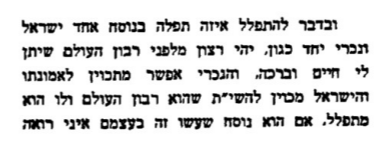 ובדבר להתפלל איזה תפלה בנוסח אחד ישראל
ונכרי יחד כגון, יהי רצון מלפני רבון העולם שיתן
לי חיים וברכה, והנכרי אפשר מתכוין לאמונתו
והישראל מכוין להשי״ת שהוא רבון העולם ולו הוא
מתפלל. אם הוא נוסח שעשו זה בעצמם איני רואה